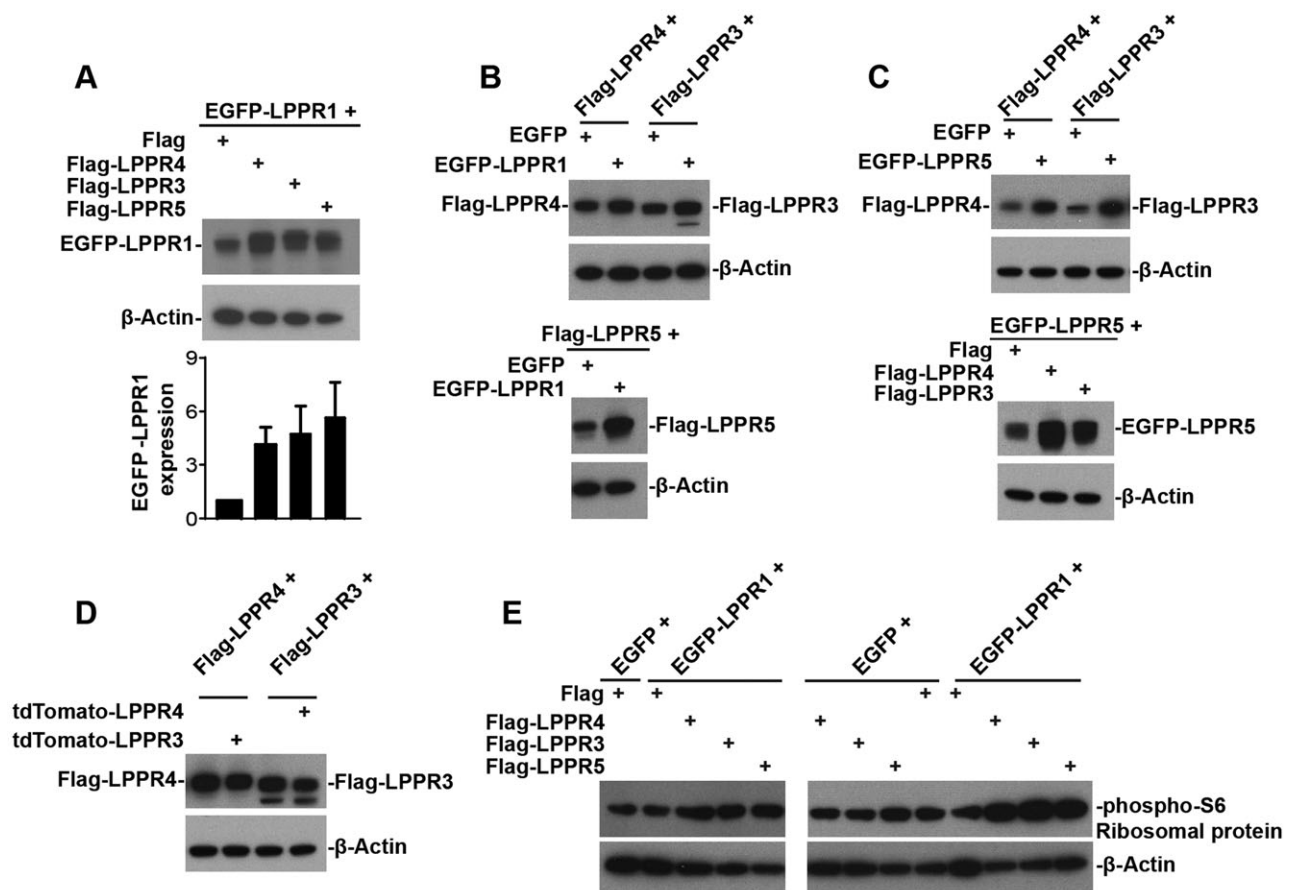 A
EGFP-LPPR1 +
Flag +
Flag-LPPR4 +
Flag-LPPR3 +
Flag-LPPR5 +
EGFP-LPPR1-
β-Actin-
EGFP-LPPR1
expression
9
6
3
0
B
Flag-LPPR4 +
Flag-LPPR3 +
EGFP + +
EGFP-LPPR1 + +
Flag-LPPR4- -Flag-LPPR3
-β-Actin
Flag-LPPR5 +
EGFP +
EGFP-LPPR1 +
-Flag-LPPR5
-β-Actin
C
Flag-LPPR4 +
Flag-LPPR3 +
EGFP + +
EGFP-LPPR5 + +
Flag-LPPR4- -Flag-LPPR3
-β-Actin
EGFP-LPPR5 +
Flag +
Flag-LPPR4 +
Flag-LPPR3 +
-EGFP-LPPR5
-β-Actin
D
Flag-LPPR4 +
Flag-LPPR3 +
tdTomato-LPPR4 +
tdTomato-LPPR3 +
Flag-LPPR4- -Flag-LPPR3
-β-Actin
E
EGFP +
EGFP-LPPR1 +
EGFP +
EGFP-LPPR1 +
Flag + + + +
Flag-LPPR4 + + +
Flag-LPPR3 + + +
Flag-LPPR5 + + +
-phospho-S6
Ribosomal protein
-β-Actin